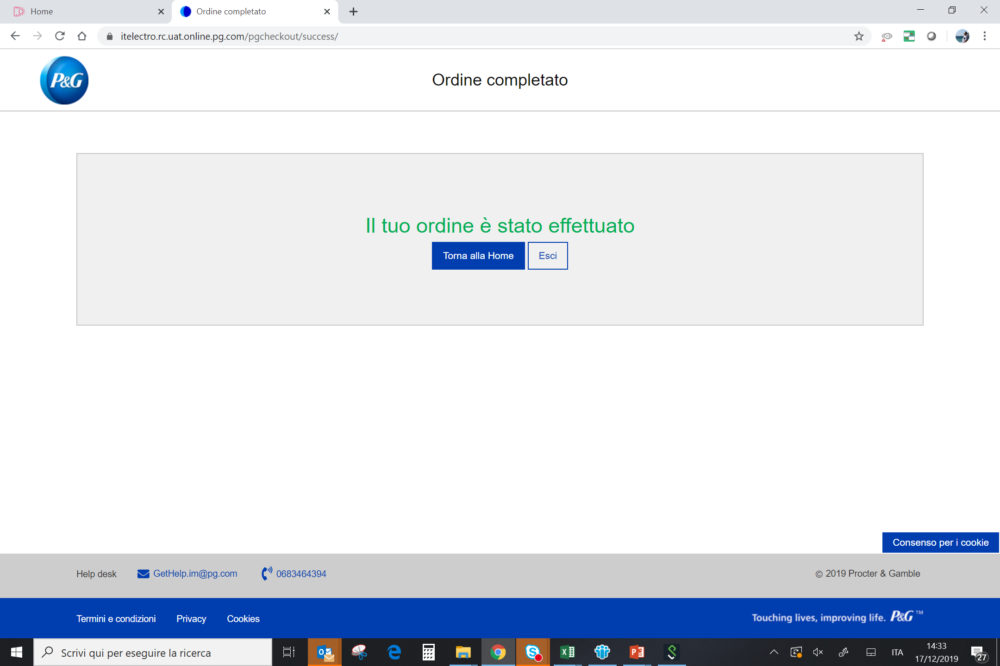 Home
Ordine completato
itelectro.rc.uat.online.pg.com/pgcheckout/success/
P&G
Ordine completato
Il tuo ordine è stato effettuato
Torna alla Home
Esci
Consenso per i cookie
Help desk
GetHelp.im@pg.com
0683464394
© 2019 Procter & Gamble
Termini e condizioni
Privacy
Cookies
Touching lives, improving life. P&G ™
Scrivi qui per eseguire la ricerca
ITA
14:33
17/12/2019
27